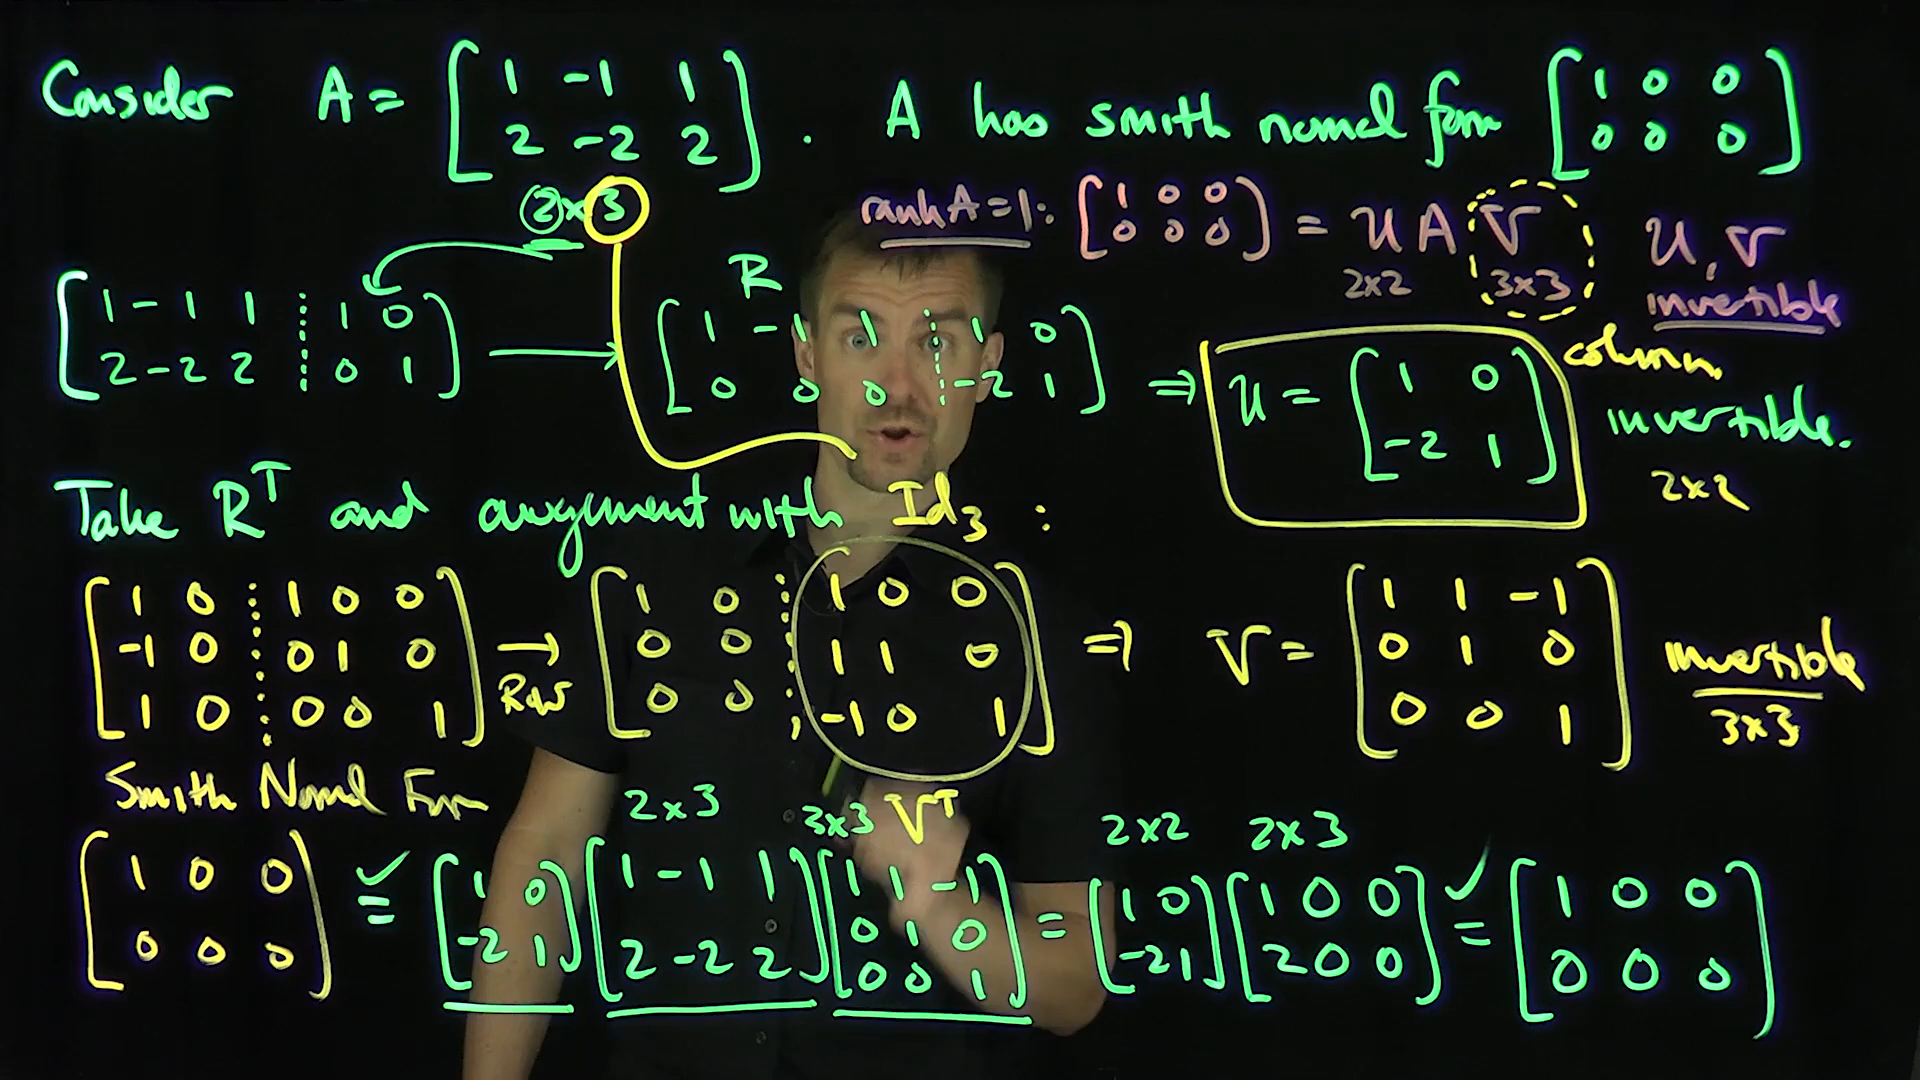 Consider A = [ 1 -1 1 ; 2 -2 2 ] . A has smith normal form [ 1 0 0 ; 0 0 0 ]
2x3
rank A = 1 : [ 1 0 0 ; 0 0 0 ] = U A V U, V
2x2 3x3 invertible
column
[ 1 -1 1 ⋮ 1 0 ; 2 -2 2 ⋮ 0 1 ] → R [ 1 -1 1 ⋮ 1 0 ; 0 0 0 ⋮ -2 1 ] ⇒ U = [ 1 0 ; -2 1 ] invertible.
2x2
Take R^T and augment with Id_3 :
[ 1 0 ⋮ 1 0 0 ; -1 0 ⋮ 0 1 0 ; 1 0 ⋮ 0 0 1 ] → Row [ 1 0 ⋮ 1 0 0 ; 0 0 ⋮ 1 1 0 ; 0 0 ⋮ -1 0 1 ] ⇒ V = [ 1 1 -1 ; 0 1 0 ; 0 0 1 ] invertible
3x3
Smith Normal Form 2x3 3x3 V^T 2x2 2x3
[ 1 0 0 ; 0 0 0 ] ≟ ✓ [ 1 0 ; -2 1 ] [ 1 -1 1 ; 2 -2 2 ] [ 1 1 -1 ; 0 1 0 ; 0 0 1 ] = [ 1 0 ; -2 1 ] [ 1 0 0 ; 2 0 0 ] ✓ = [ 1 0 0 ; 0 0 0 ]